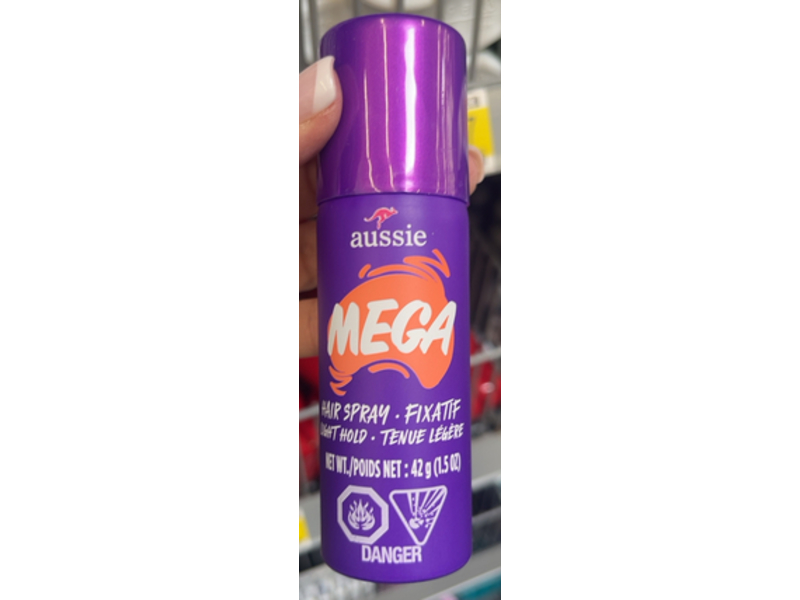 aussie
MEGA
HAIR SPRAY · FIXATIF
LIGHT HOLD · TENUE LÉGÈRE
NET WT./POIDS NET : 42 g (1.5 OZ)
DANGER